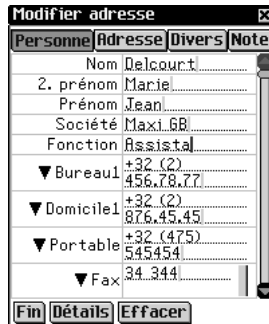 Modifier adresse
Personne Adresse Divers Note
Nom Delcourt
2. prénom Marie
Prénom Jean
Société Maxi GB
Fonction Assista
▼ Bureau1 +32 (2)
456.78.77
▼ Domicile1 +32 (2)
876.45.45
▼ Portable +32 (475)
545454
▼ Fax 34 344
Fin Détails Effacer